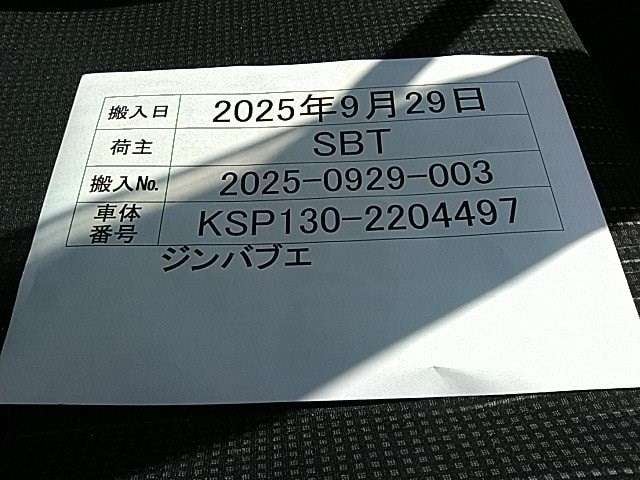 搬入日 2025年9月29日
荷主 SBT
搬入No. 2025-0929-003
車体番号 KSP130-2204497
ジンバブエ